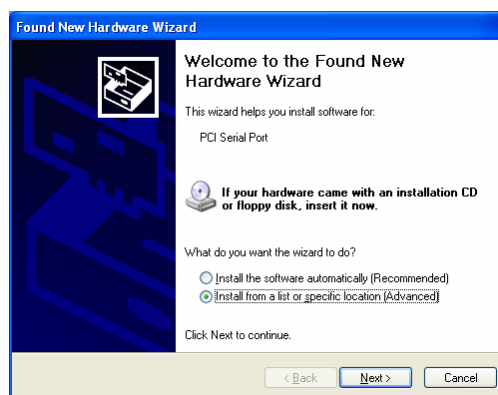 Found New Hardware Wizard
Welcome to the Found New
Hardware Wizard
This wizard helps you install software for:
PCI Serial Port
If your hardware came with an installation CD
or floppy disk, insert it now.
What do you want the wizard to do?
Install the software automatically (Recommended)
Install from a list or specific location (Advanced)
Click Next to continue.
< Back Next > Cancel